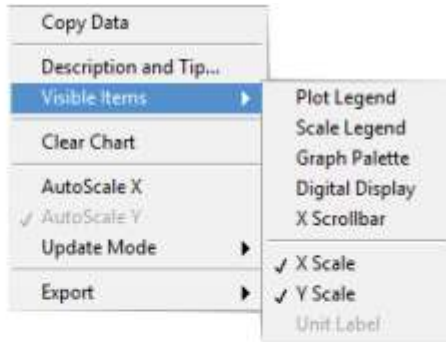 Copy Data
Description and Tip...
Visible Items
Clear Chart
AutoScale X
AutoScale Y
Update Mode
Export
Plot Legend
Scale Legend
Graph Palette
Digital Display
X Scrollbar
X Scale
Y Scale
Unit Label